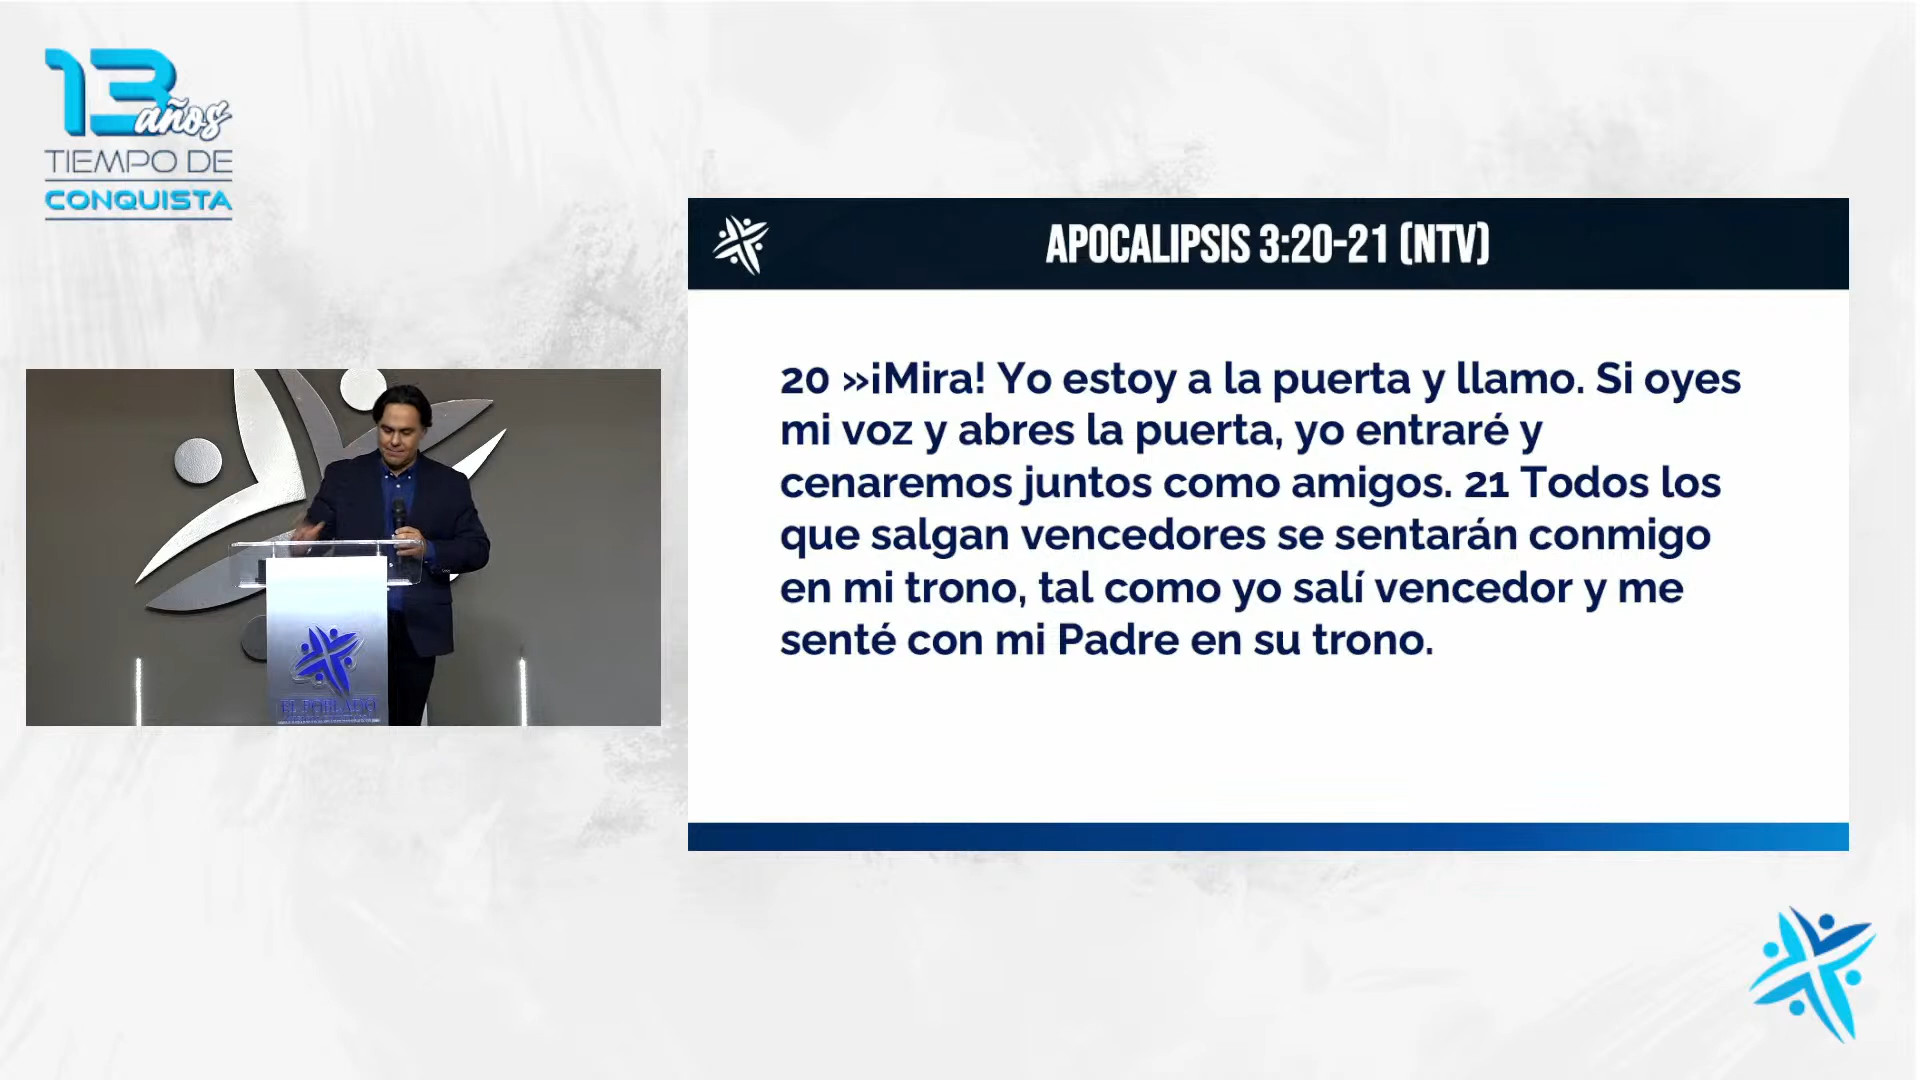 13
años
TIEMPO DE
CONQUISTA
APOCALIPSIS 3:20-21 (NTV)
20 »¡Mira! Yo estoy a la puerta y llamo. Si oyes
mi voz y abres la puerta, yo entraré y
cenaremos juntos como amigos. 21 Todos los
que salgan vencedores se sentarán conmigo
en mi trono, tal como yo salí vencedor y me
senté con mi Padre en su trono.
EL POBLADO